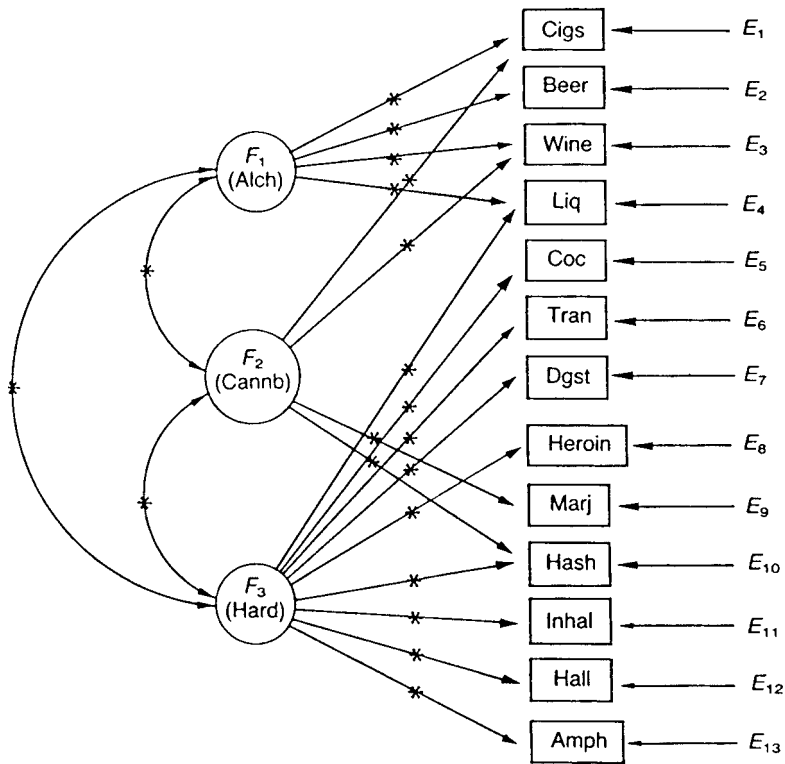 Cigs
E₁
Beer
E₂
F₁
(Alch)
Wine
E₃
Liq
E₄
Coc
E₅
Tran
E₆
F₂
(Cannb)
Dgst
E₇
Heroin
E₈
Marj
E₉
Hash
E₁₀
F₃
(Hard)
Inhal
E₁₁
Hall
E₁₂
Amph
E₁₃